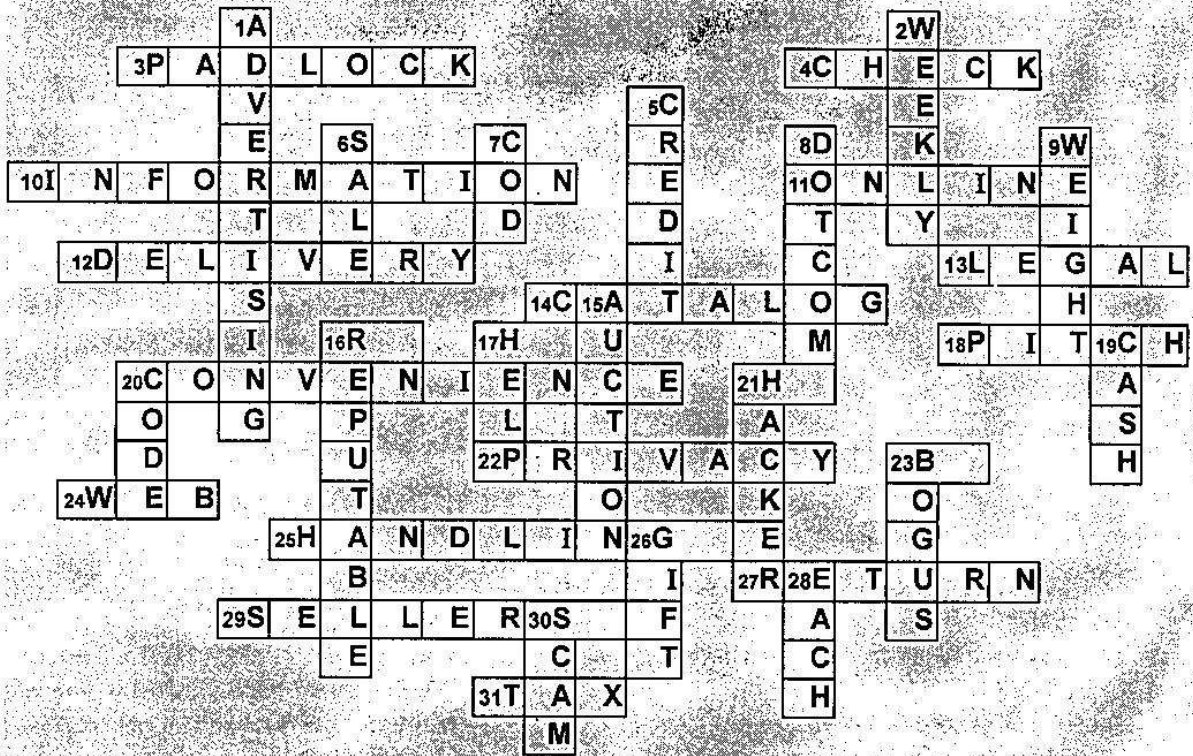 1A 2W
3P A D L O C K 4C H E C K
V 5C E
E 6S 7C R 8D K 9W
10I N F O R M A T I O N E 11O N L I N E
T L D D T Y I
12D E L I V E R Y I C 13L E G A L
S 14C 15A T A L O G H
I 16R 17H U M 18P I T 19C H
20C O N V E N I E N C E 21H A
O G P L T A S
D U 22P R I V A C Y 23B H
24W E B T O K O
25H A N D L I N 26G E G
B I 27R 28E T U R N
29S E L L E R 30S F A S
E C T C
31T A X H
M